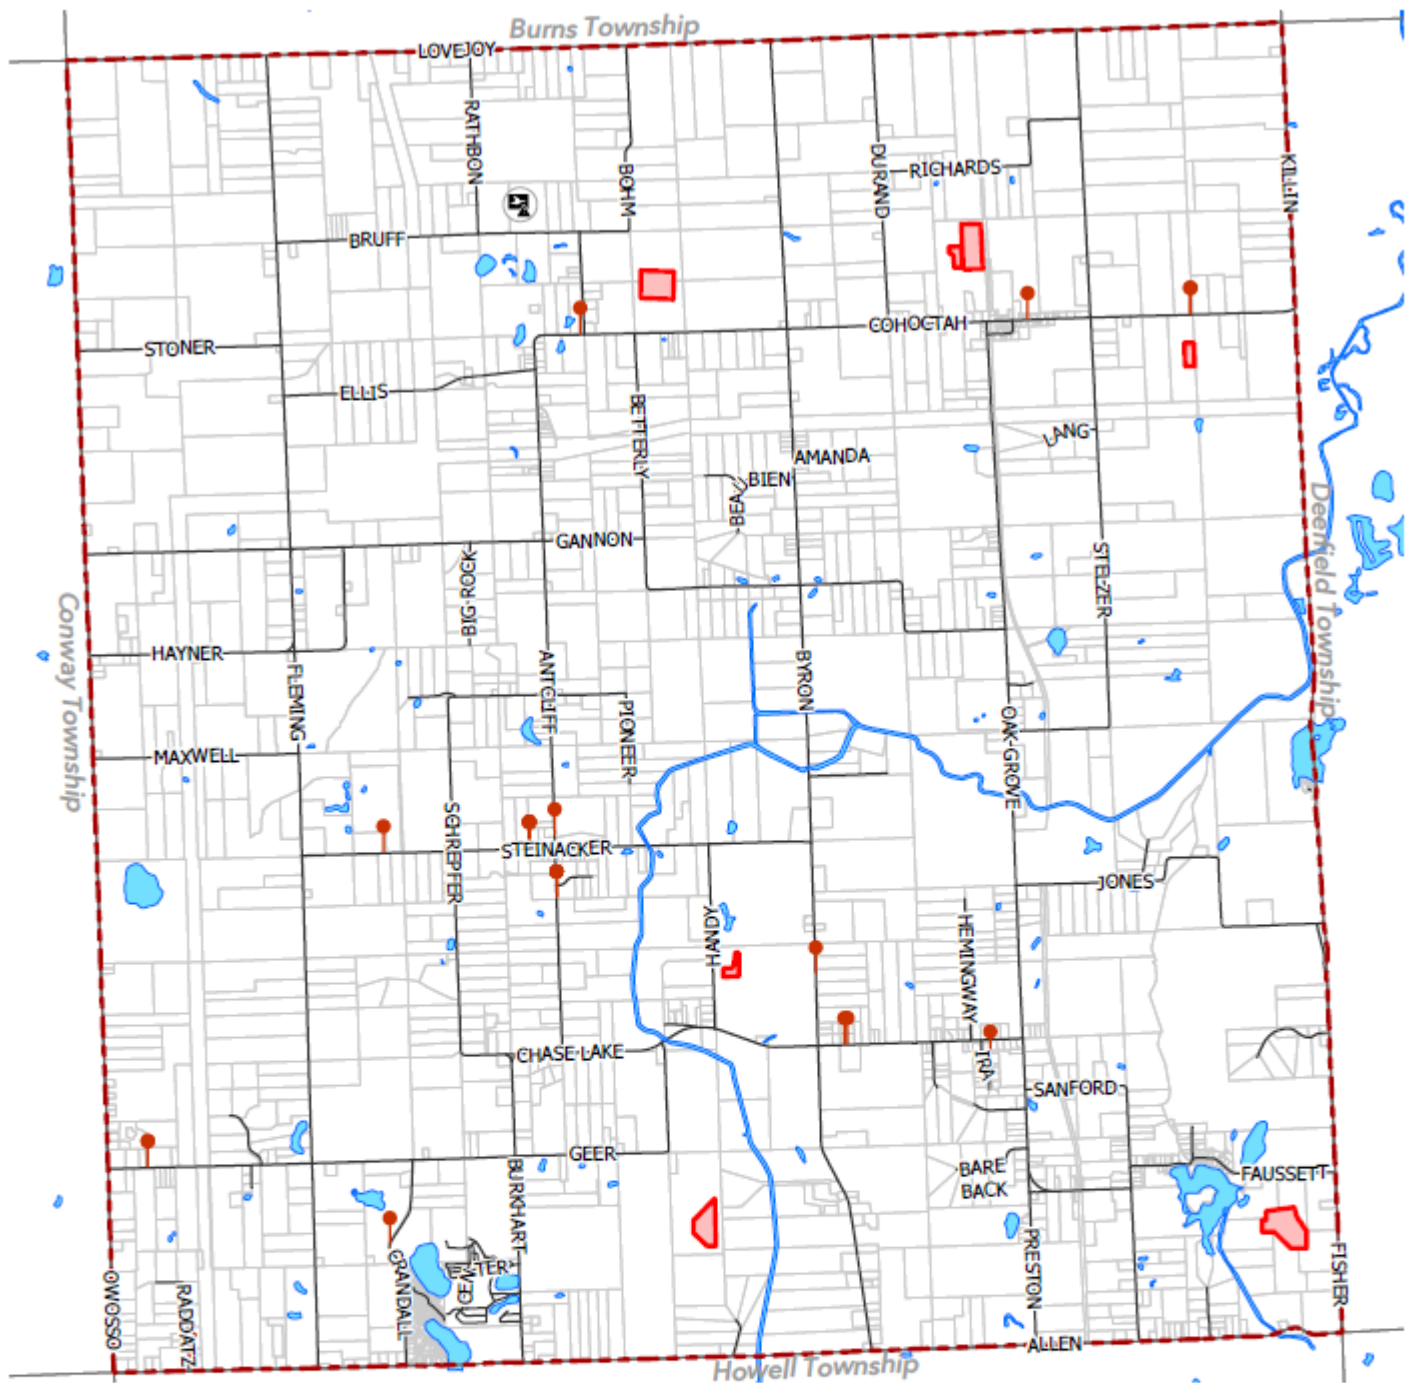 Burns Township
LOVEJOY
RATHBON
BOHM
DURAND
RICHARDS
KILLIN
BRUFF
COHOCTAH
STONER
ELLIS
BETTERLY
LANG
AMANDA
BIEN
BEAU
GANNON
BIG ROCK
STELZER
Deerfield Township
Conway Township
HAYNER
FLEMING
ANTCLIFF
PIONEER
BYRON
OAK GROVE
MAXWELL
SCHREPFER
STEINACKER
JONES
HANDY
HEMINGWAY
CHASE LAKE
IRA
SANFORD
GEER
BURKHART
BARE
BACK
FAUSSETT
OWOSSO
RADDATZ
CRANDALL
PRESTON
FISHER
ALLEN
Howell Township